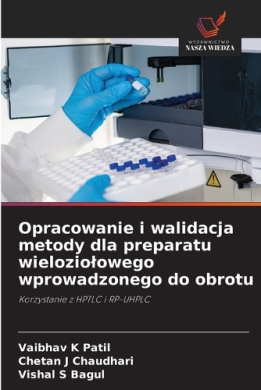 WYDAWNICTWO
NASZA WIEDZA
Opracowanie i walidacja
metody dla preparatu
wieloziołowego
wprowadzonego do obrotu
Korzystanie z HPTLC i RP-UHPLC
Vaibhav K Patil
Chetan J Chaudhari
Vishal S Bagul